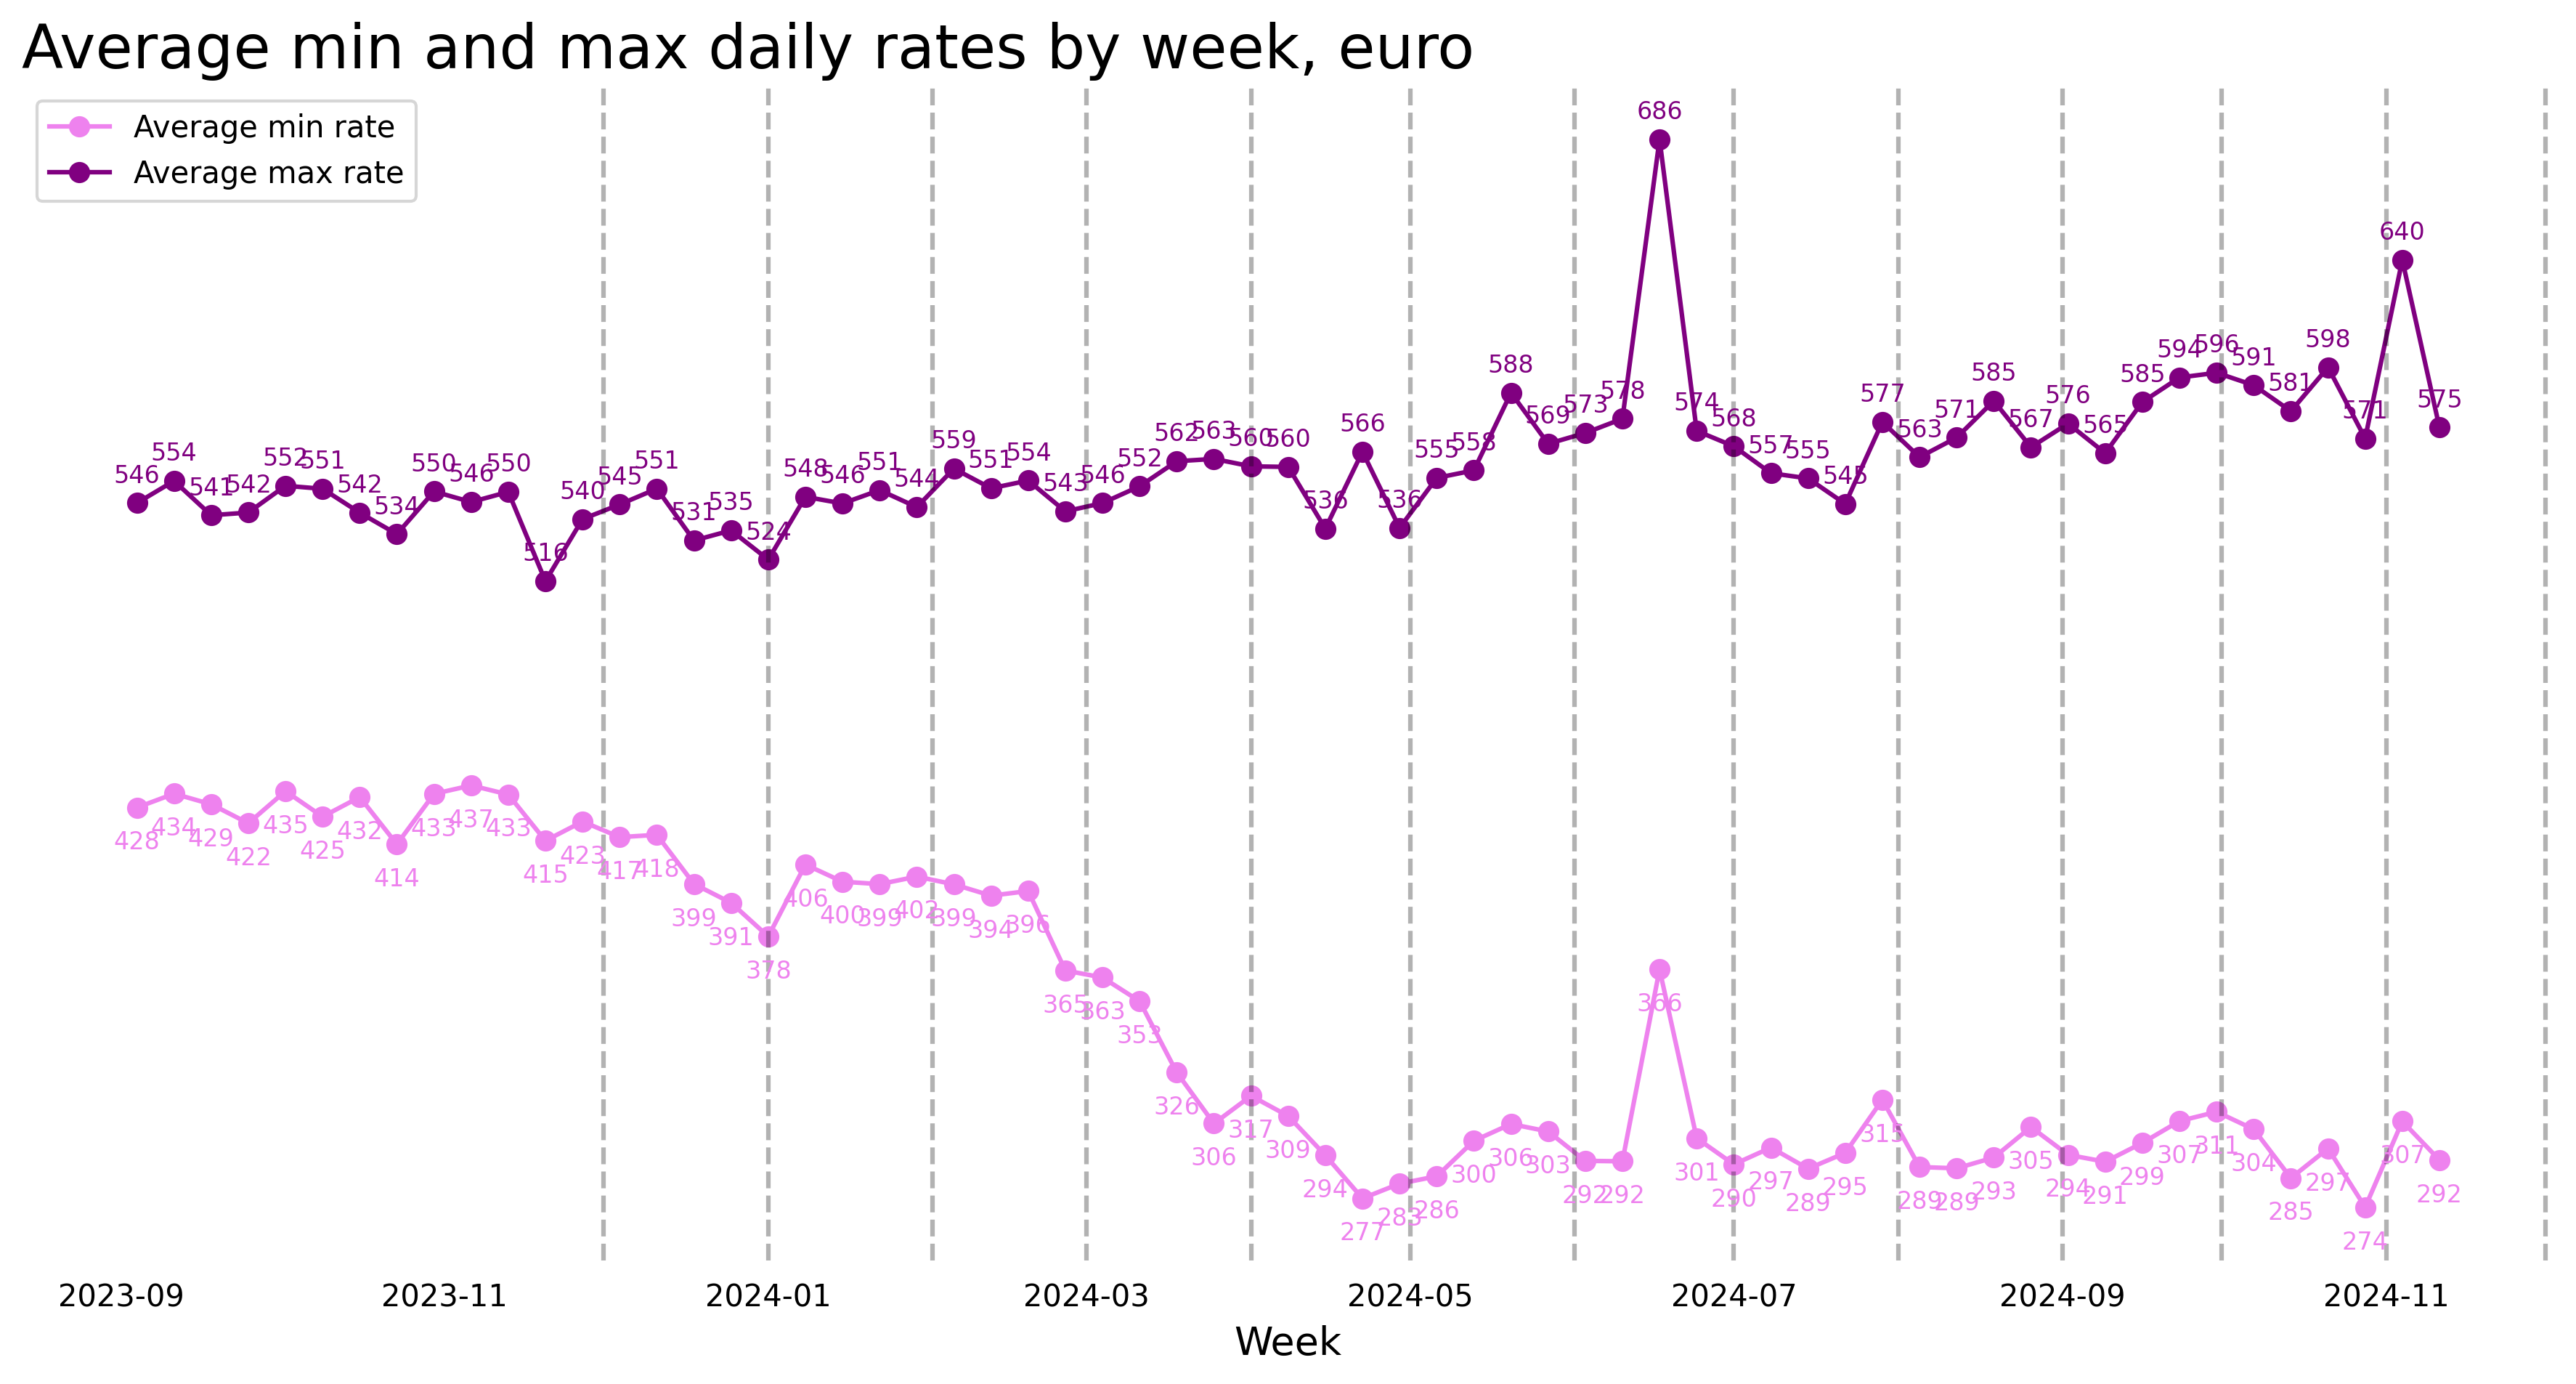 Average min and max daily rates by week, euro
Average min rate
Average max rate
546 554 541 542 552 551 542 534 550 546 550 516 540 545 551 531 535 524 548 546 551 544 559 551 554 543 546 552 562 563 560 560 536 566 536 555 558 588 569 573 578 686 574 568 557 555 545 577 563 571 585 567 576 565 585 594 596 591 581 598 571 640 575
428 434 429 422 435 425 432 414 433 437 433 415 423 417 418 399 391 378 406 400 399 402 399 394 396 365 363 353 326 306 317 309 294 277 283 286 300 306 303 292 292 366 301 290 297 289 295 315 289 289 293 305 294 291 299 307 311 304 285 297 274 307 292
2023-09 2023-11 2024-01 2024-03 2024-05 2024-07 2024-09 2024-11
Week